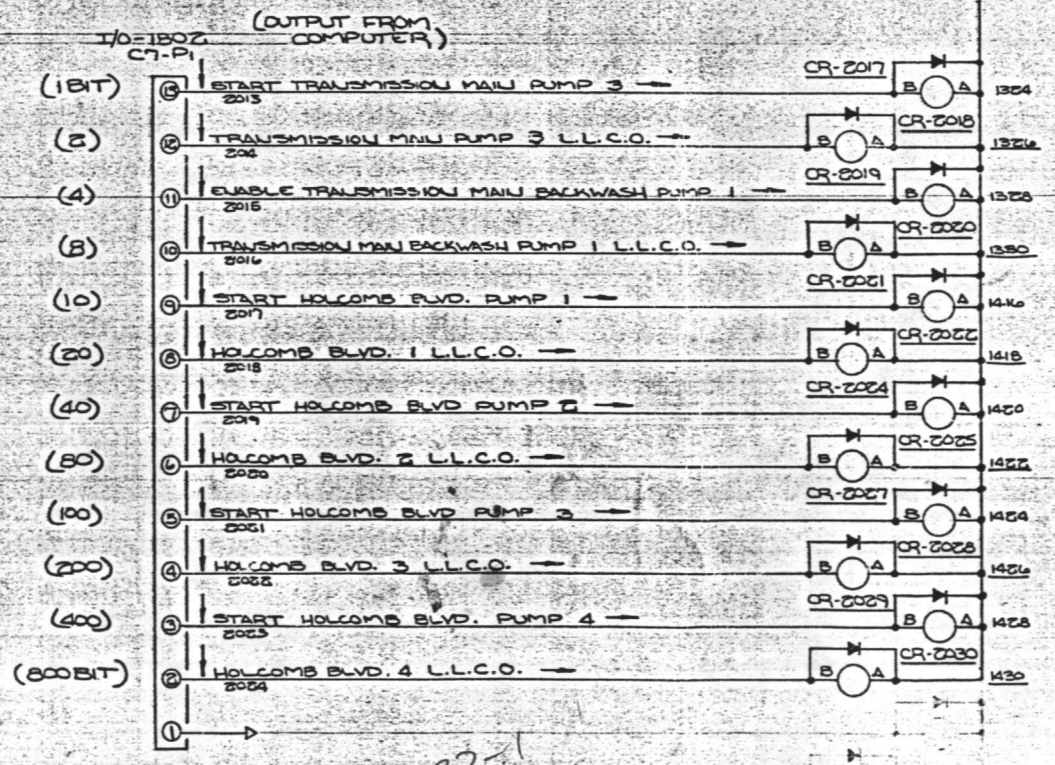 (OUTPUT FROM
COMPUTER)
I/O=1802
C7-P1
(1 BIT) 13 START TRANSMISSION MAIN PUMP 3 CR-2017 B A 1324
2013
(2) 12 TRANSMISSION MAIN PUMP 3 L.L.C.O. B A CR-2018 1326
2014
(4) 11 ENABLE TRANSMISSION MAIN BACKWASH PUMP 1 CR-2019 B A 1328
2015
(8) 10 TRANSMISSION MAIN BACKWASH PUMP 1 L.L.C.O. B A CR-2020 1330
2016
(10) 9 START HOLCOMB BLVD. PUMP 1 CR-2021 B A 1416
2017
(20) 8 HOLCOMB BLVD. 1 L.L.C.O. B A CR-2022 1418
2018
(40) 7 START HOLCOMB BLVD PUMP 2 CR-2024 B A 1420
2019
(80) 6 HOLCOMB BLVD. 2 L.L.C.O. B A CR-2025 1422
2020
(100) 5 START HOLCOMB BLVD PUMP 3 CR-2027 B A 1424
2021
(200) 4 HOLCOMB BLVD. 3 L.L.C.O. B A CR-2028 1426
2022
(400) 3 START HOLCOMB BLVD. PUMP 4 CR-2029 B A 1428
2023
(800 BIT) 2 HOLCOMB BLVD. 4 L.L.C.O. B A CR-2030 1430
2024
1